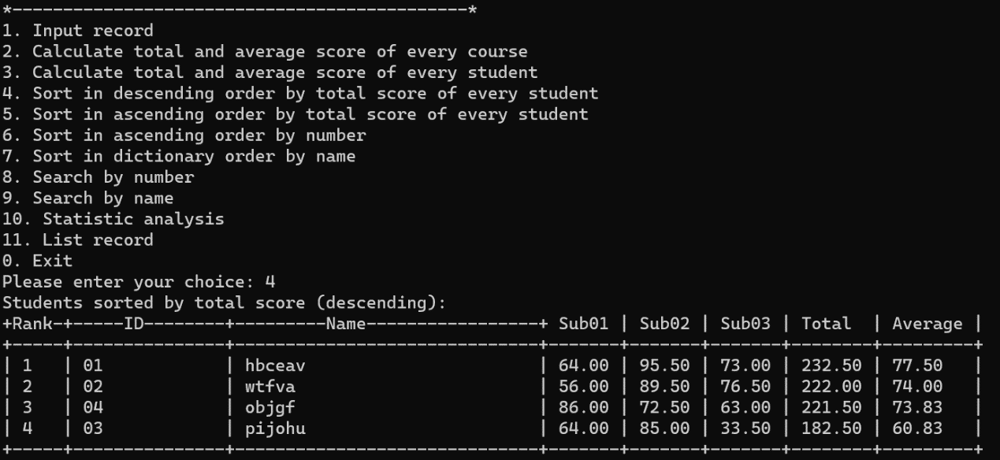 *---------------------------------------------*
1. Input record
2. Calculate total and average score of every course
3. Calculate total and average score of every student
4. Sort in descending order by total score of every student
5. Sort in ascending order by total score of every student
6. Sort in ascending order by number
7. Sort in dictionary order by name
8. Search by number
9. Search by name
10. Statistic analysis
11. List record
0. Exit
Please enter your choice: 4
Students sorted by total score (descending):
+Rank-+-----ID--------+---------Name-----------------+ Sub01 | Sub02 | Sub03 | Total  | Average |
+-----+---------------+------------------------------+-------+-------+-------+--------+---------+
| 1   | 01            | hbceav                       | 64.00 | 95.50 | 73.00 | 232.50 | 77.50   |
| 2   | 02            | wtfva                        | 56.00 | 89.50 | 76.50 | 222.00 | 74.00   |
| 3   | 04            | objgf                        | 86.00 | 72.50 | 63.00 | 221.50 | 73.83   |
| 4   | 03            | pijohu                       | 64.00 | 85.00 | 33.50 | 182.50 | 60.83   |
+-----+---------------+------------------------------+-------+-------+-------+--------+---------+